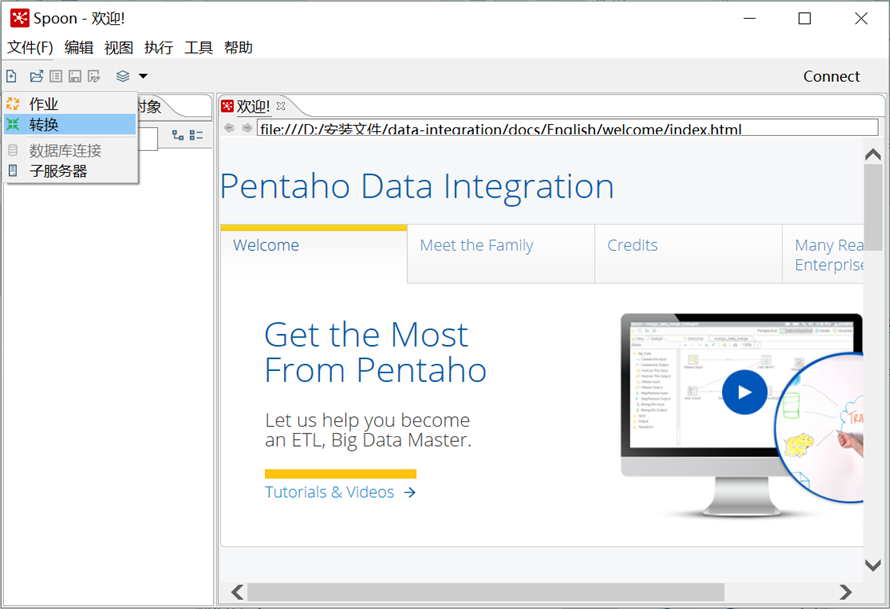 Spoon - 欢迎!
文件(F) 编辑 视图 执行 工具 帮助
Connect
作业
转换
数据库连接
子服务器
对象
欢迎!
file:///D:/安装文件/data-integration/docs/English/welcome/index.html
Pentaho Data Integration
Welcome
Meet the Family
Credits
Many Rea
Enterprise
Get the Most
From Pentaho
Let us help you become
an ETL, Big Data Master.
Tutorials & Videos →
TRA